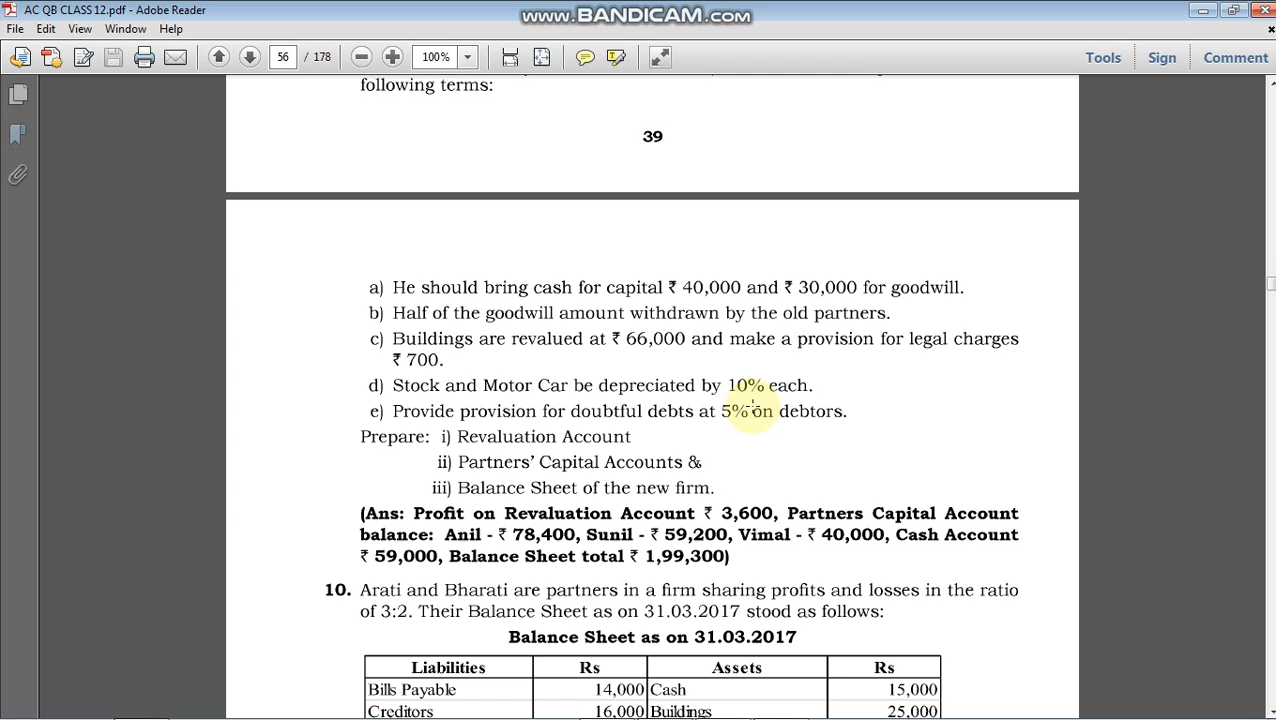 AC QB CLASS 12.pdf - Adobe Reader
www.BANDICAM.com
File Edit View Window Help
56 / 178 100% Tools Sign Comment
following terms:
39
a) He should bring cash for capital ₹ 40,000 and ₹ 30,000 for goodwill.
b) Half of the goodwill amount withdrawn by the old partners.
c) Buildings are revalued at ₹ 66,000 and make a provision for legal charges
₹ 700.
d) Stock and Motor Car be depreciated by 10% each.
e) Provide provision for doubtful debts at 5% on debtors.
Prepare: i) Revaluation Account
ii) Partners’ Capital Accounts &
iii) Balance Sheet of the new firm.
(Ans: Profit on Revaluation Account ₹ 3,600, Partners Capital Account
balance: Anil - ₹ 78,400, Sunil - ₹ 59,200, Vimal - ₹ 40,000, Cash Account
₹ 59,000, Balance Sheet total ₹ 1,99,300)
10. Arati and Bharati are partners in a firm sharing profits and losses in the ratio
of 3:2. Their Balance Sheet as on 31.03.2017 stood as follows:
Balance Sheet as on 31.03.2017
Liabilities Rs Assets Rs
Bills Payable 14,000 Cash 15,000
Creditors 16,000 Buildings 25,000